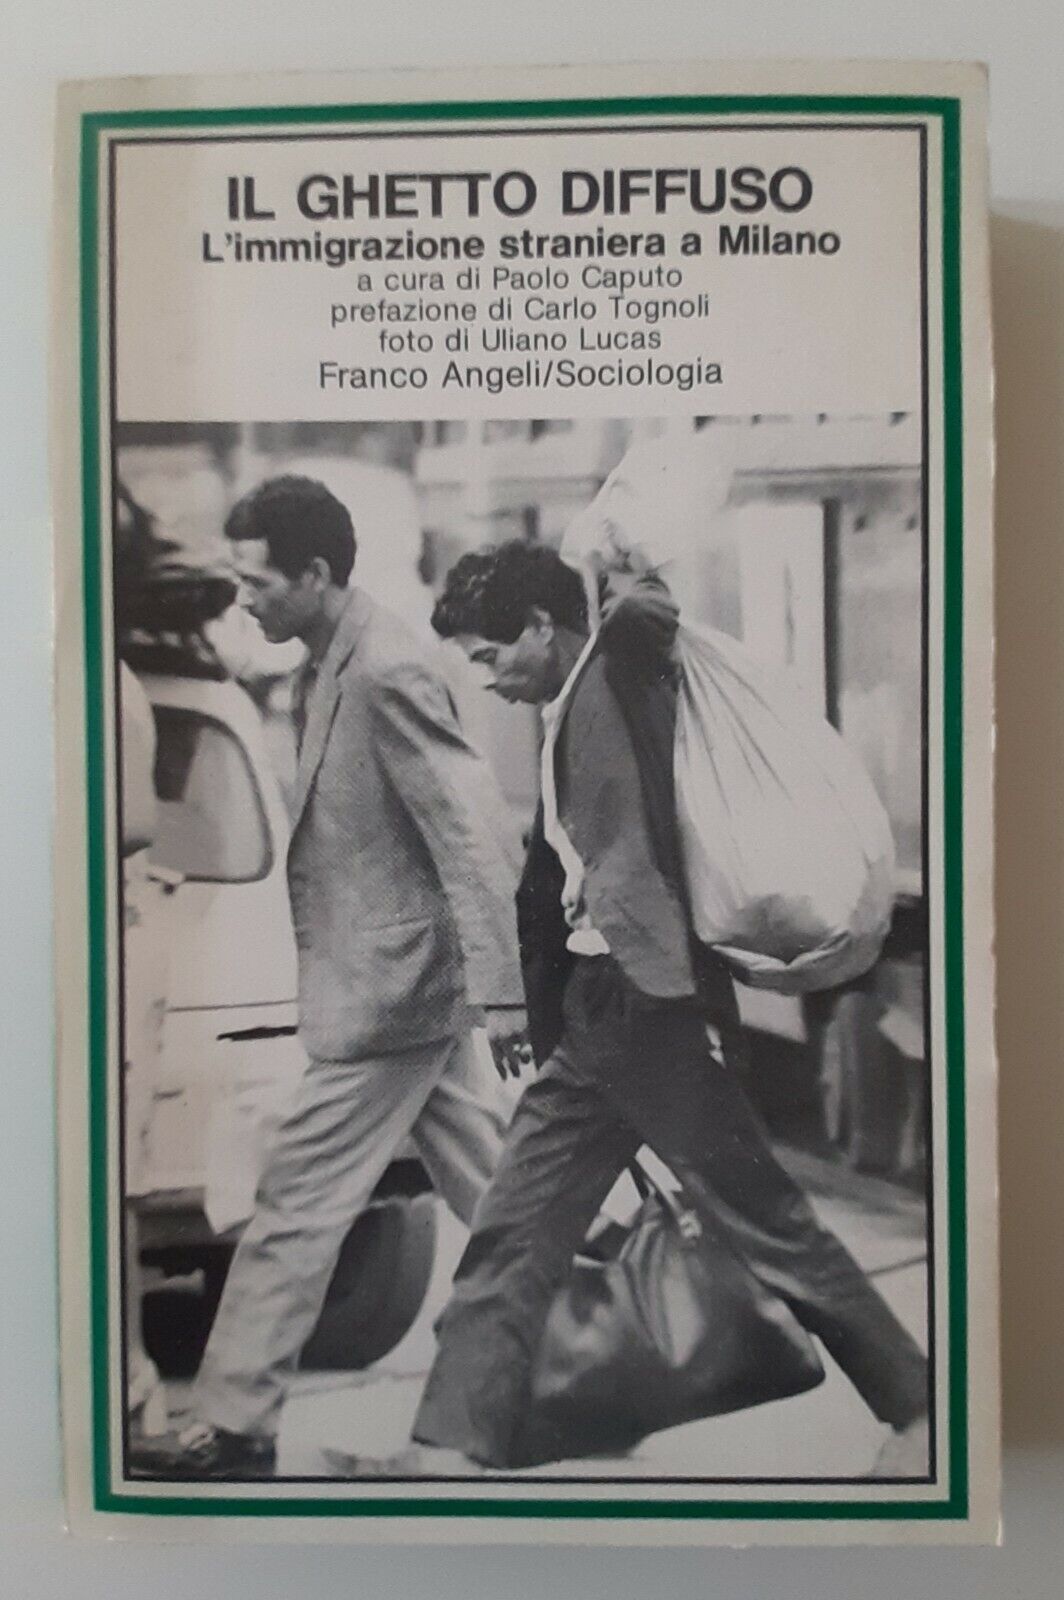 IL GHETTO DIFFUSO
L'immigrazione straniera a Milano
a cura di Paolo Caputo
prefazione di Carlo Tognoli
foto di Uliano Lucas
Franco Angeli/Sociologia